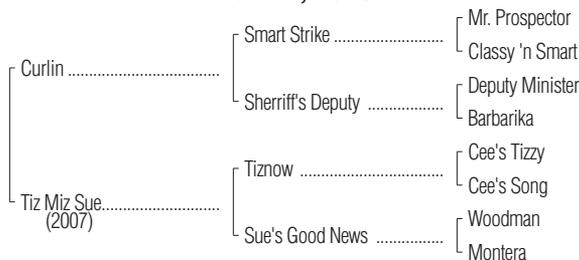 Mr. Prospector
Smart Strike ..........................
Classy 'n Smart
Curlin .....................................
Deputy Minister
Sherriff's Deputy ..................
Barbarika
Cee's Tizzy
Tiznow ..................................
Cee's Song
Tiz Miz Sue.............................
(2007)
Woodman
Sue's Good News ................
Montera